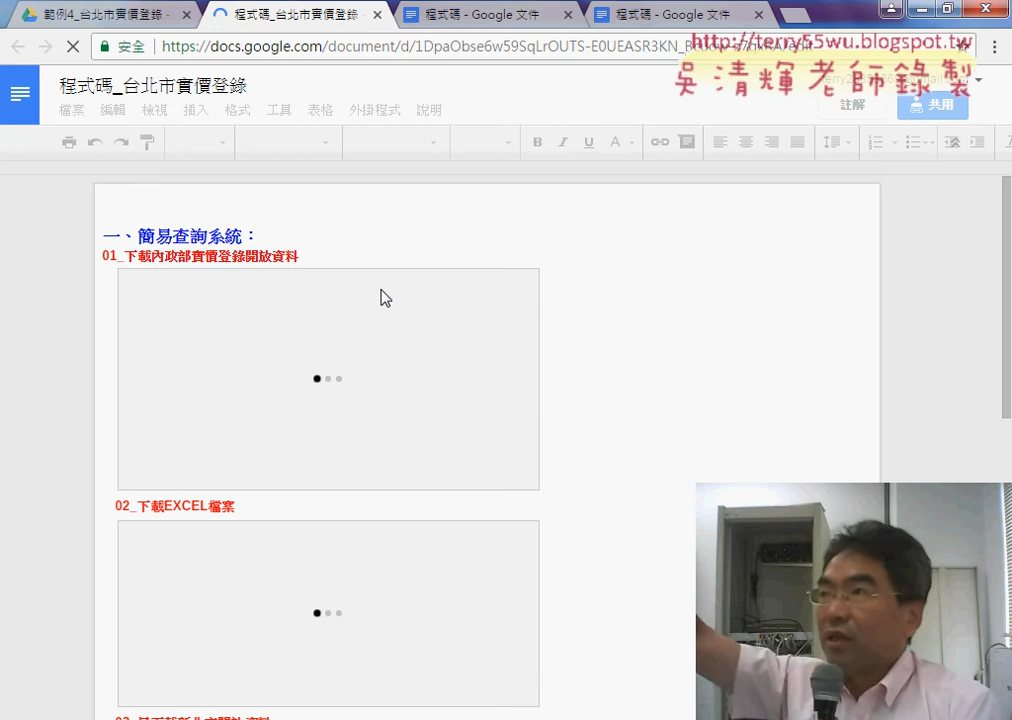 範例4_台北市實價登錄 -
程式碼_台北市實價登錄
程式碼 - Google 文件
程式碼 - Google 文件
安全
https://docs.google.com/document/d/1DpaObse6w59SqLrOUTS-E0UEASR3KN_
http://terry55wu.blogspot.tw
吳清輝老師錄製
程式碼_台北市實價登錄
檔案 編輯 檢視 插入 格式 工具 表格 外掛程式 說明
註解
共用
B I U A
一、簡易查詢系統：
01_下載內政部實價登錄開放資料
02_下載EXCEL檔案